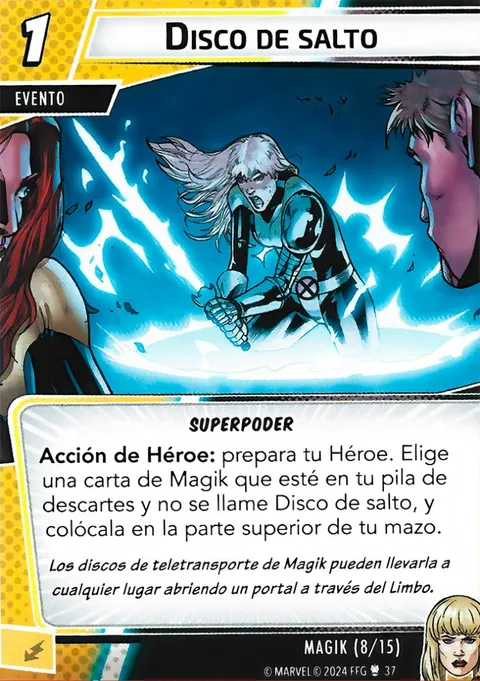 1
DISCO DE SALTO
EVENTO
SUPERPODER
Acción de Héroe: prepara tu Héroe. Elige
una carta de Magik que esté en tu pila de
descartes y no se llame Disco de salto, y
colócala en la parte superior de tu mazo.
Los discos de teletransporte de Magik pueden llevarla a
cualquier lugar abriendo un portal a través del Limbo.
MAGIK (8/15)
© MARVEL © 2024 FFG 37